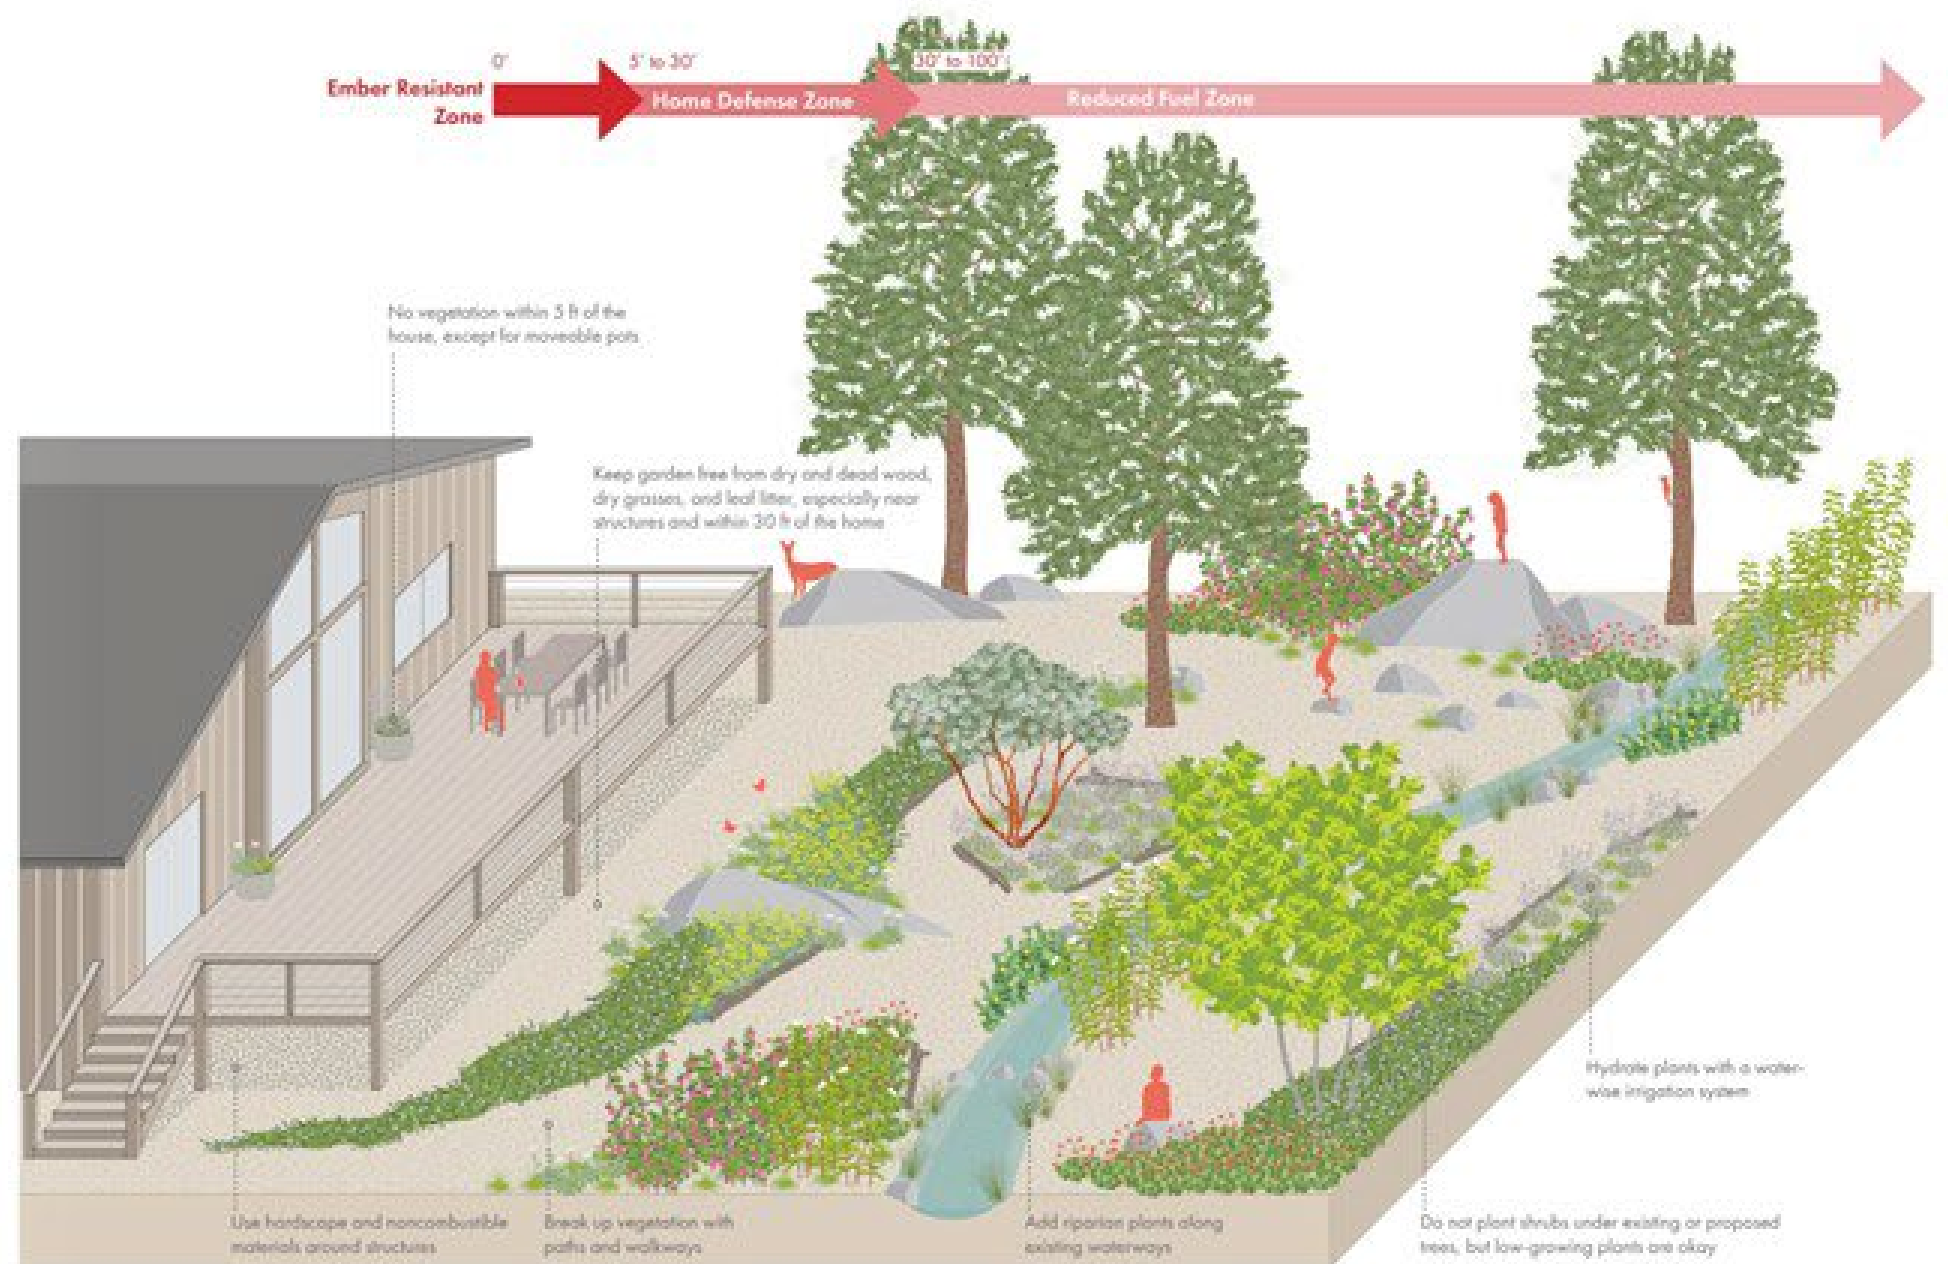 0'
5' to 30'
30' to 100'
Ember Resistant
Zone
Home Defense Zone
Reduced Fuel Zone
No vegetation within 5 ft of the
house, except for moveable pots
Keep garden free from dry and dead wood,
dry grasses, and leaf litter, especially near
structures and within 30 ft of the home
Hydrate plants with a water-
wise irrigation system
Use hardscape and noncombustible
materials around structures
Break up vegetation with
paths and walkways
Add riparian plants along
existing waterways
Do not plant shrubs under existing or proposed
trees, but low-growing plants are okay